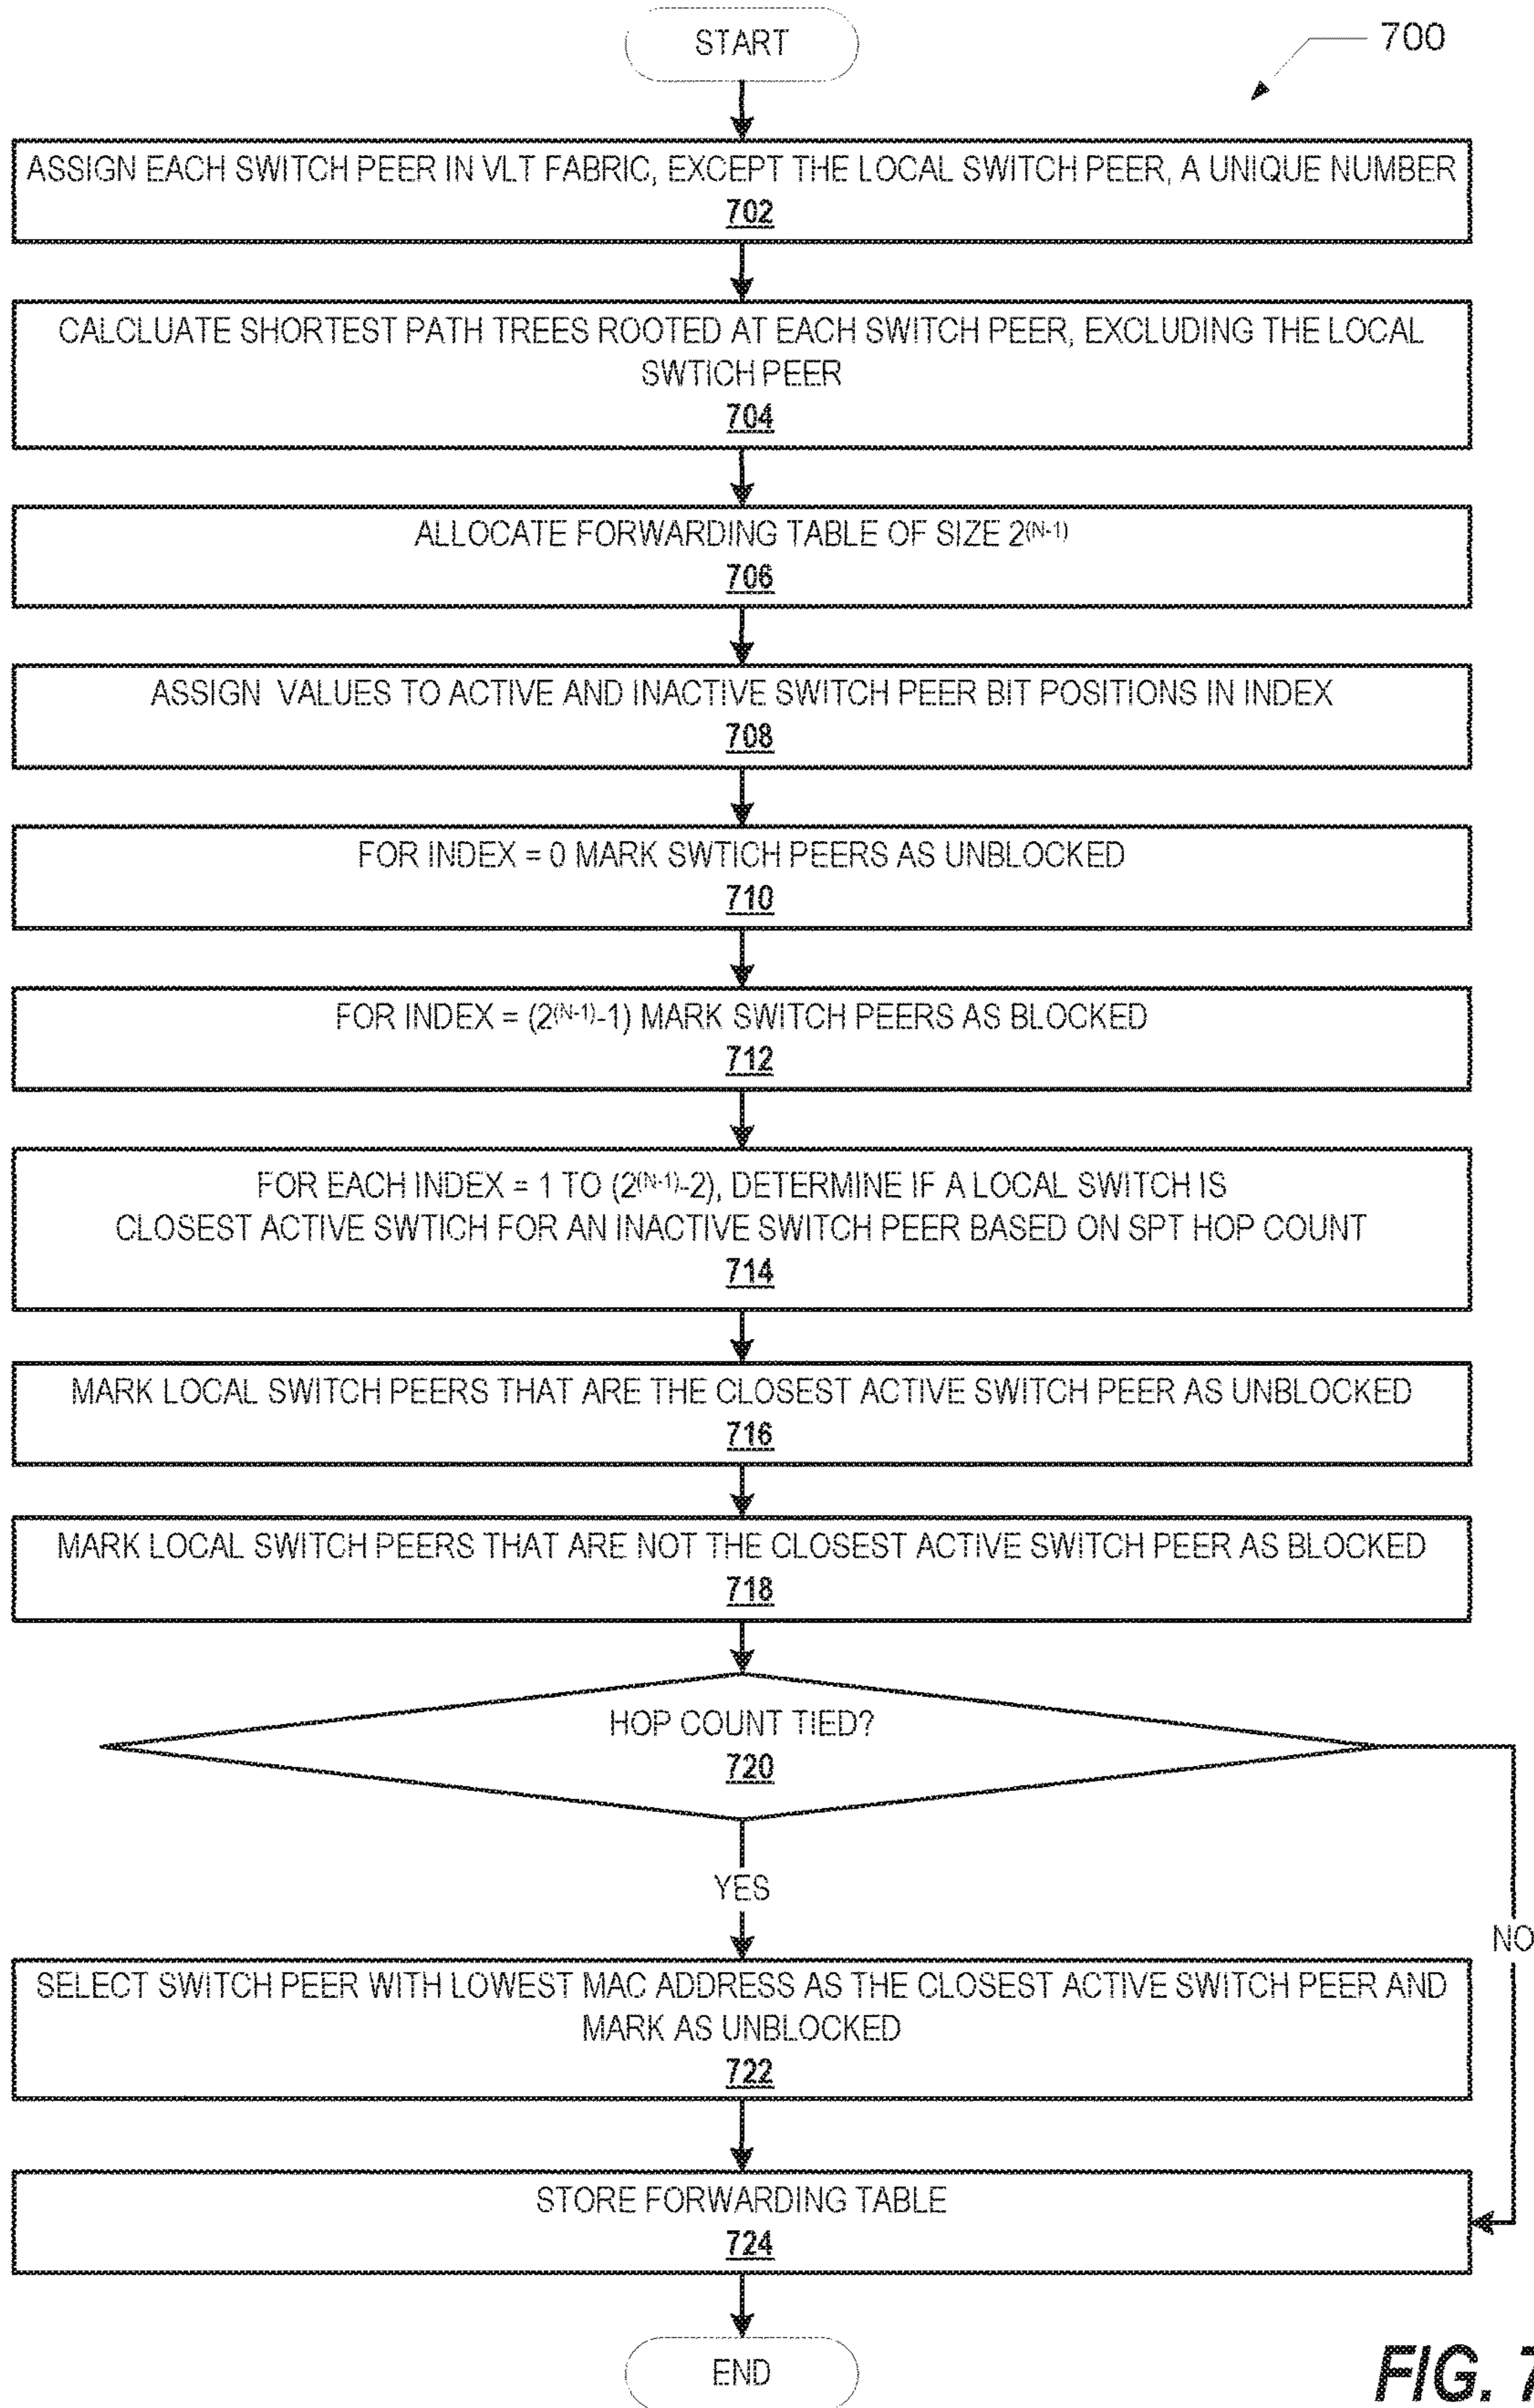 START
700
ASSIGN EACH SWITCH PEER IN VLT FABRIC, EXCEPT THE LOCAL SWITCH PEER, A UNIQUE NUMBER
702
CALCLUATE SHORTEST PATH TREES ROOTED AT EACH SWITCH PEER, EXCLUDING THE LOCAL
SWTICH PEER
704
ALLOCATE FORWARDING TABLE OF SIZE 2^(N-1)
706
ASSIGN VALUES TO ACTIVE AND INACTIVE SWITCH PEER BIT POSITIONS IN INDEX
708
FOR INDEX = 0 MARK SWTICH PEERS AS UNBLOCKED
710
FOR INDEX = (2^(N-1)-1) MARK SWITCH PEERS AS BLOCKED
712
FOR EACH INDEX = 1 TO (2^(N-1)-2), DETERMINE IF A LOCAL SWITCH IS
CLOSEST ACTIVE SWTICH FOR AN INACTIVE SWITCH PEER BASED ON SPT HOP COUNT
714
MARK LOCAL SWITCH PEERS THAT ARE THE CLOSEST ACTIVE SWITCH PEER AS UNBLOCKED
716
MARK LOCAL SWITCH PEERS THAT ARE NOT THE CLOSEST ACTIVE SWITCH PEER AS BLOCKED
718
HOP COUNT TIED?
720
YES
NO
SELECT SWITCH PEER WITH LOWEST MAC ADDRESS AS THE CLOSEST ACTIVE SWITCH PEER AND
MARK AS UNBLOCKED
722
STORE FORWARDING TABLE
724
END
FIG. 7